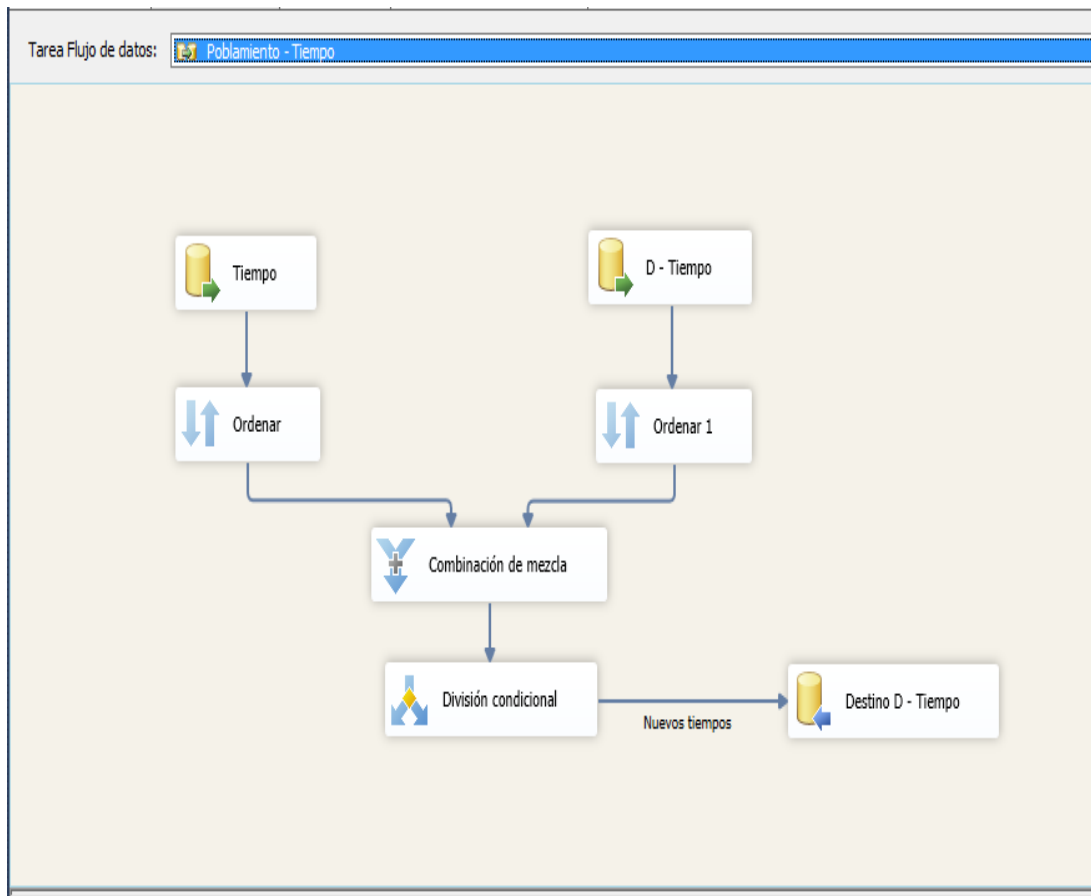 Tarea Flujo de datos:
Poblamiento - Tiempo
Tiempo
D - Tiempo
Ordenar
Ordenar 1
Combinación de mezcla
División condicional
Nuevos tiempos
Destino D - Tiempo